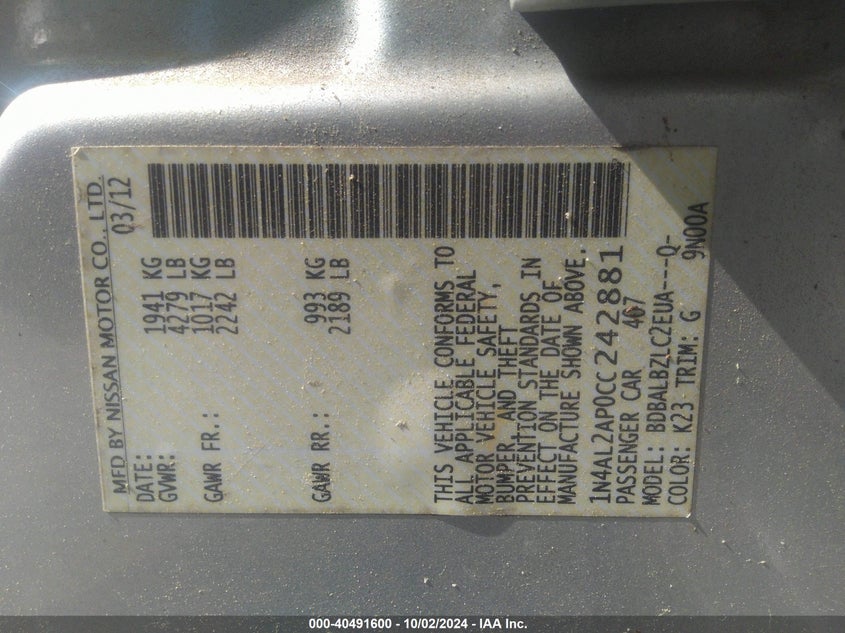 MFD BY NISSAN MOTOR CO., LTD.
DATE: 03/12
GVWR: 1941 KG
4279 LB
GAWR FR.: 1017 KG
2242 LB
GAWR RR.: 993 KG
2189 LB
THIS VEHICLE CONFORMS TO
ALL APPLICABLE FEDERAL
MOTOR VEHICLE SAFETY,
BUMPER, AND THEFT
PREVENTION STANDARDS IN
EFFECT ON THE DATE OF
MANUFACTURE SHOWN ABOVE.
1N4AL2AP0CC242881
PASSENGER CAR 467
MODEL: BDBALBZLC2EUA----Q-
COLOR: K23 TRIM: G 9N00A
000-40491600 - 10/02/2024 - IAA Inc.